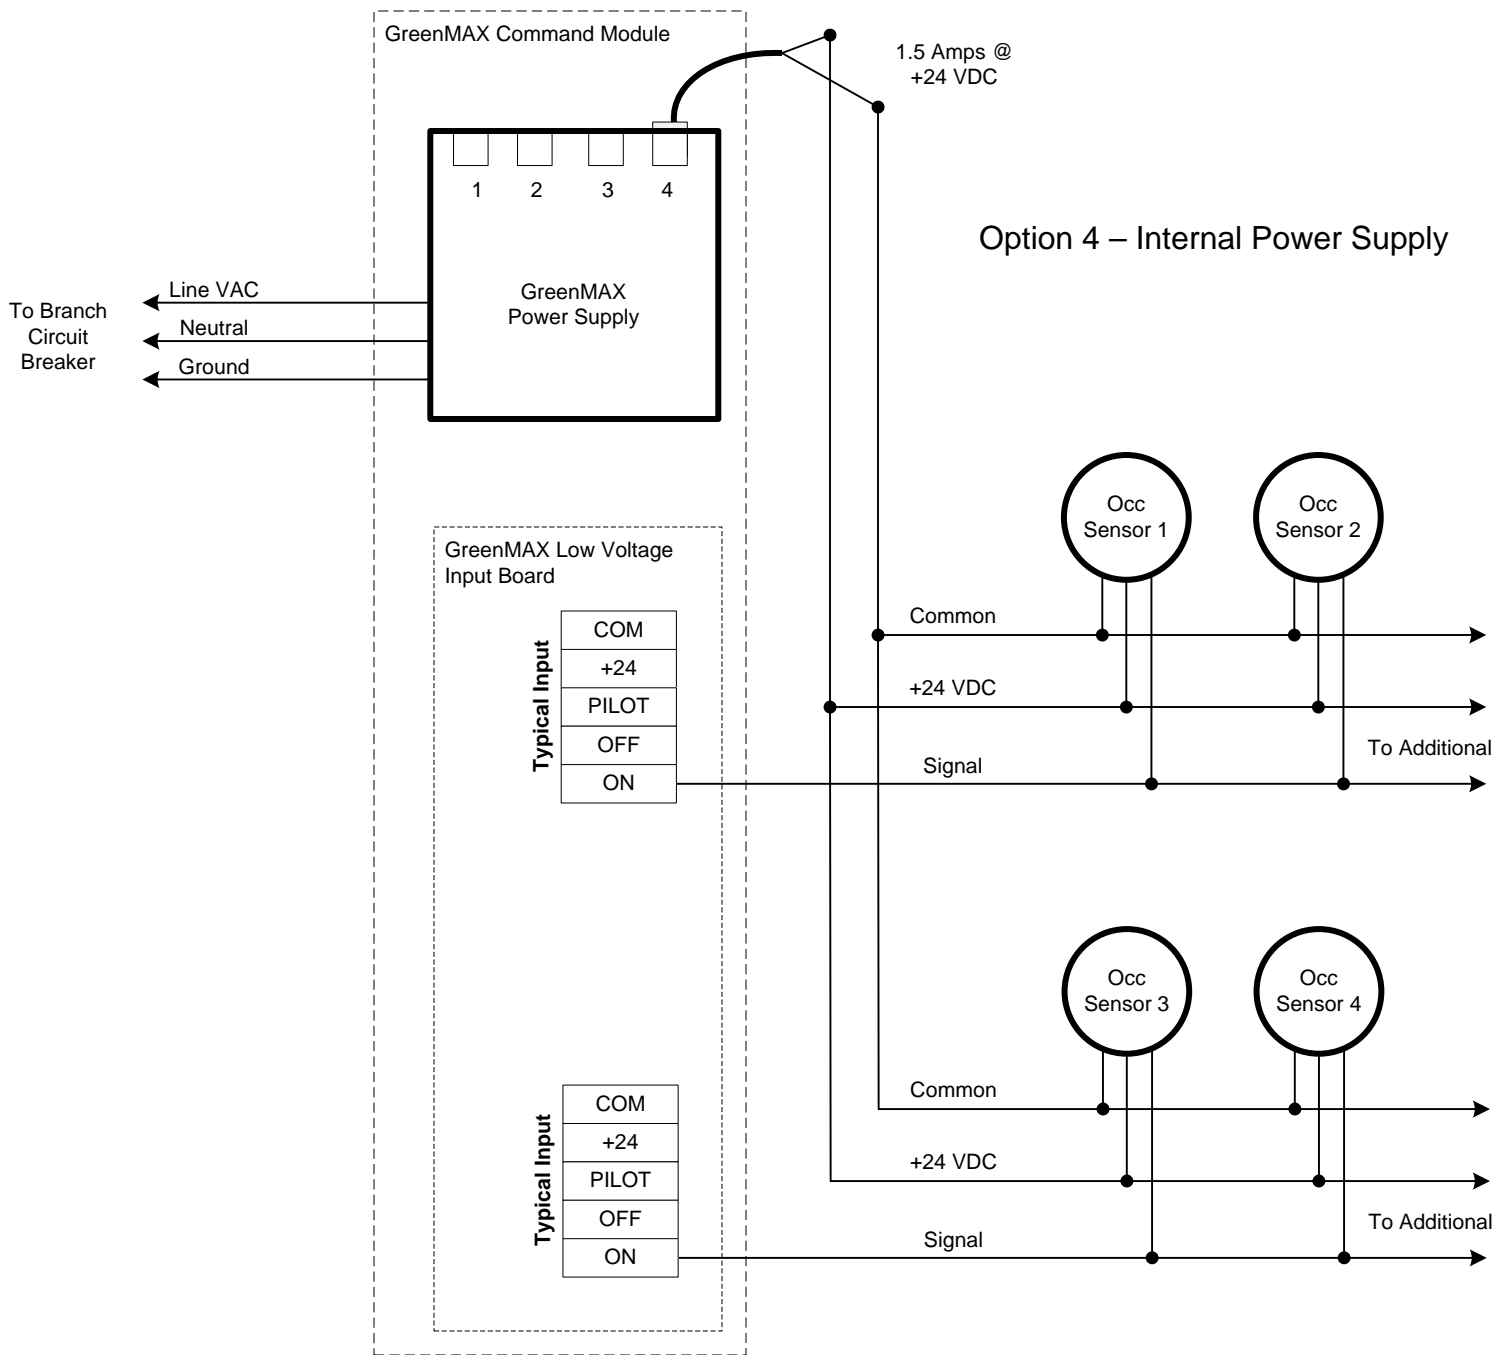 GreenMAX Command Module
1.5 Amps @
+24 VDC
1 2 3 4
Option 4 – Internal Power Supply
GreenMAX
Power Supply
To Branch
Circuit
Breaker
Line VAC
Neutral
Ground
Occ
Sensor 1
Occ
Sensor 2
GreenMAX Low Voltage
Input Board
Typical Input
COM
+24
PILOT
OFF
ON
Common
+24 VDC
Signal
To Additional
Occ
Sensor 3
Occ
Sensor 4
Typical Input
COM
+24
PILOT
OFF
ON
Common
+24 VDC
Signal
To Additional